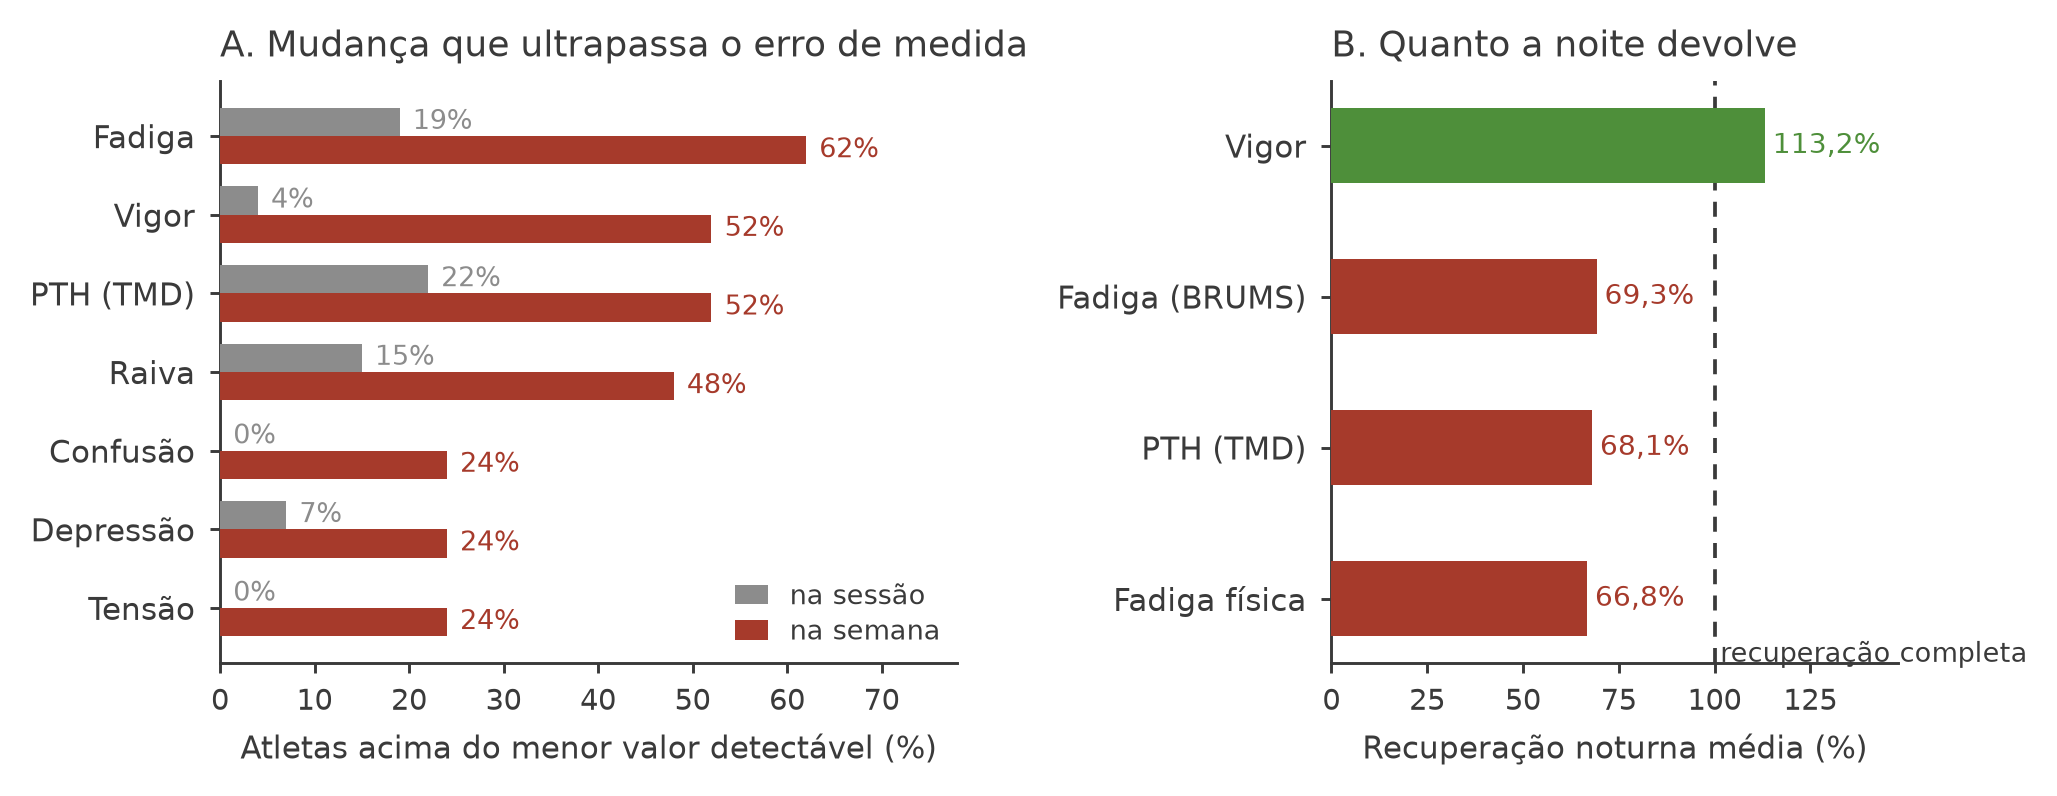 A. Mudança que ultrapassa o erro de medida
Fadiga
19%
62%
Vigor
4%
52%
PTH (TMD)
22%
52%
Raiva
15%
48%
Confusão
0%
24%
Depressão
7%
24%
Tensão
0%
24%
na sessão
na semana
0 10 20 30 40 50 60 70
Atletas acima do menor valor detectável (%)
B. Quanto a noite devolve
Vigor
113,2%
Fadiga (BRUMS)
69,3%
PTH (TMD)
68,1%
Fadiga física
66,8%
recuperação completa
0 25 50 75 100 125
Recuperação noturna média (%)